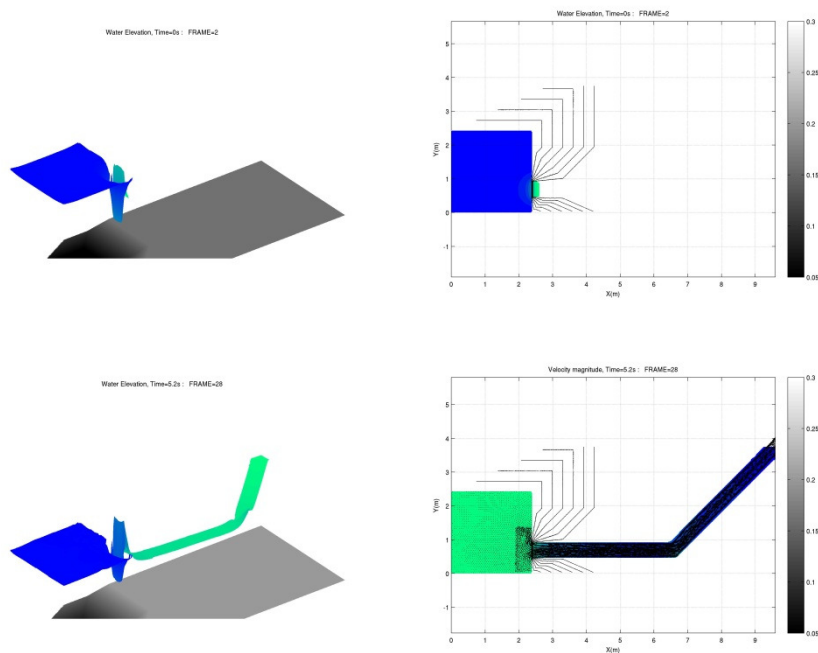 Water Elevation, Time=0s : FRAME=2
Water Elevation, Time=0s : FRAME=2
Y(m)
5
4
3
2
1
0
-1
0 1 2 3 4 5 6 7 8 9
X(m)
0.3
0.25
0.2
0.15
0.1
0.05
Water Elevation, Time=5.2s : FRAME=28
Velocity magnitude, Time=5.2s : FRAME=28
Y(m)
5
4
3
2
1
0
-1
0 1 2 3 4 5 6 7 8 9
X(m)
0.3
0.25
0.2
0.15
0.1
0.05